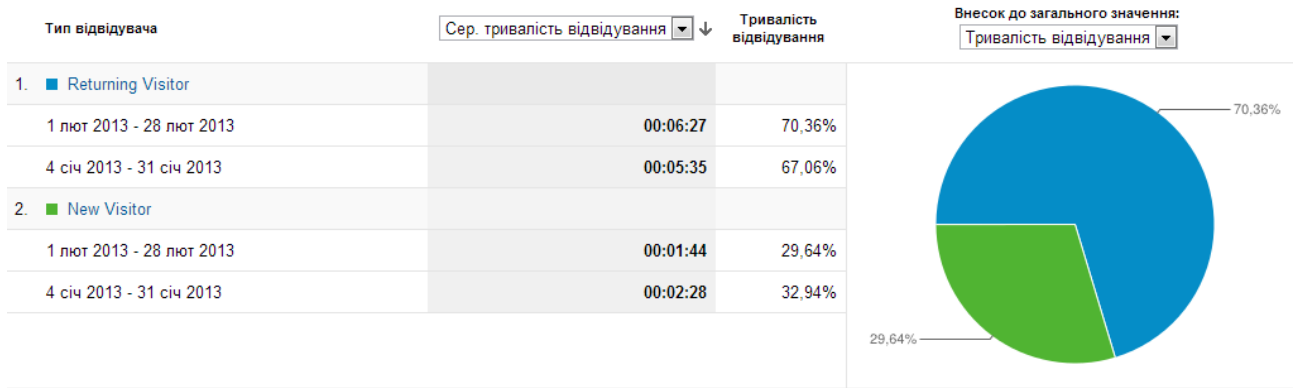 Тип відвідувача
Сер. тривалість відвідування
Тривалість
відвідування
Внесок до загального значення:
Тривалість відвідування
1. Returning Visitor
1 лют 2013 - 28 лют 2013 00:06:27 70,36%
4 січ 2013 - 31 січ 2013 00:05:35 67,06%
2. New Visitor
1 лют 2013 - 28 лют 2013 00:01:44 29,64%
4 січ 2013 - 31 січ 2013 00:02:28 32,94%
70,36%
29,64%